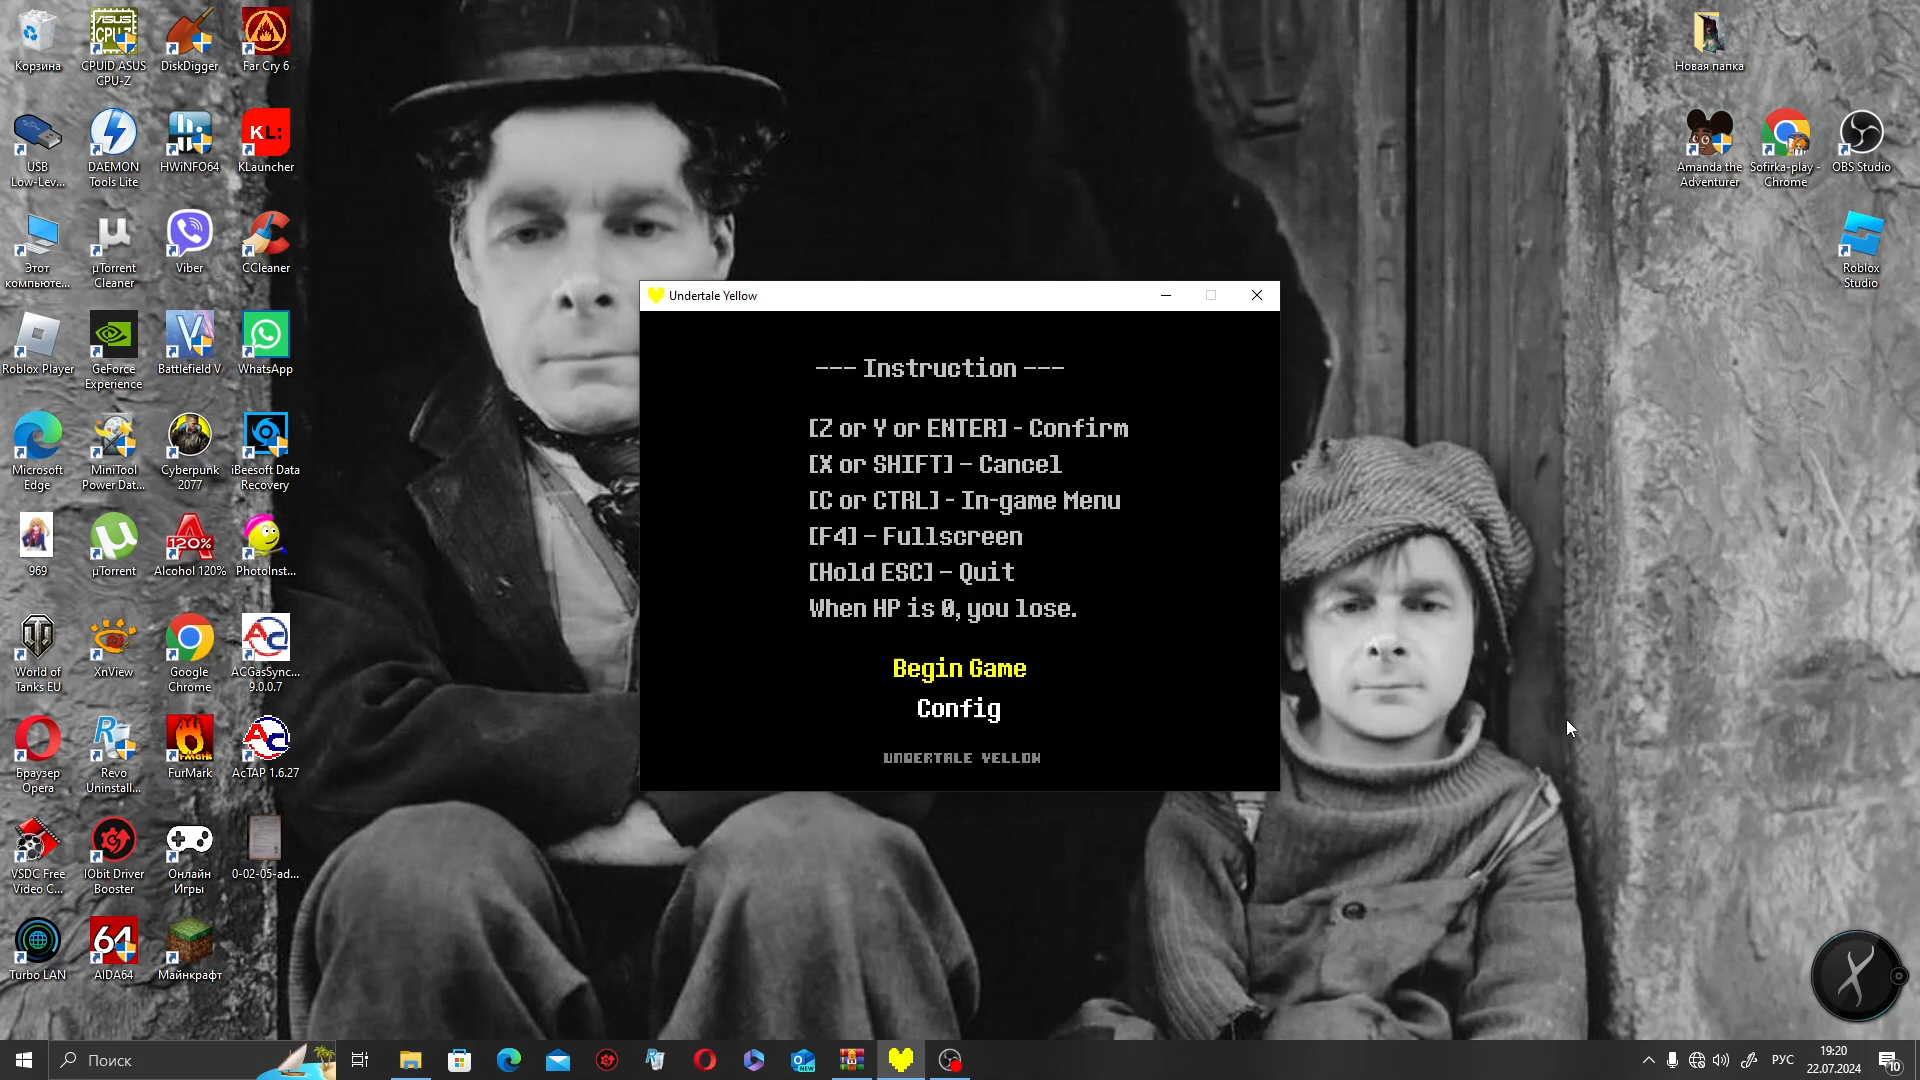 Корзина
CPUID ASUS
CPU-Z
DiskDigger
Far Cry 6
Новая папка
USB
Low-Lev...
DAEMON
Tools Lite
HWiNFO64
KL:
KLauncher
Amanda the
Adventurer
Sofirka-play -
Chrome
OBS Studio
Этот
компьюте...
µTorrent
Cleaner
Viber
CCleaner
Roblox
Studio
Undertale Yellow
--- Instruction ---
[Z or Y or ENTER] - Confirm
[X or SHIFT] - Cancel
[C or CTRL] - In-game Menu
[F4] - Fullscreen
[Hold ESC] - Quit
When HP is 0, you lose.
Begin Game
Config
UNDERTALE YELLOW
Roblox Player
GeForce
Experience
Battlefield V
WhatsApp
Microsoft
Edge
MiniTool
Power Dat...
Cyberpunk
2077
iBeesoft Data
Recovery
969
µTorrent
120%
Alcohol 120%
PhotoInst...
World of
Tanks EU
XnView
Google
Chrome
ACGasSync...
9.0.0.7
Браузер
Opera
Revo
Uninstall...
FurMark
AcTAP 1.6.27
VSDC Free
Video C...
IObit Driver
Booster
Онлайн
Игры
0-02-05-ad...
Turbo LAN
64
AIDA64
Майнкрафт
Поиск
NEW
РУС
19:20
22.07.2024
10